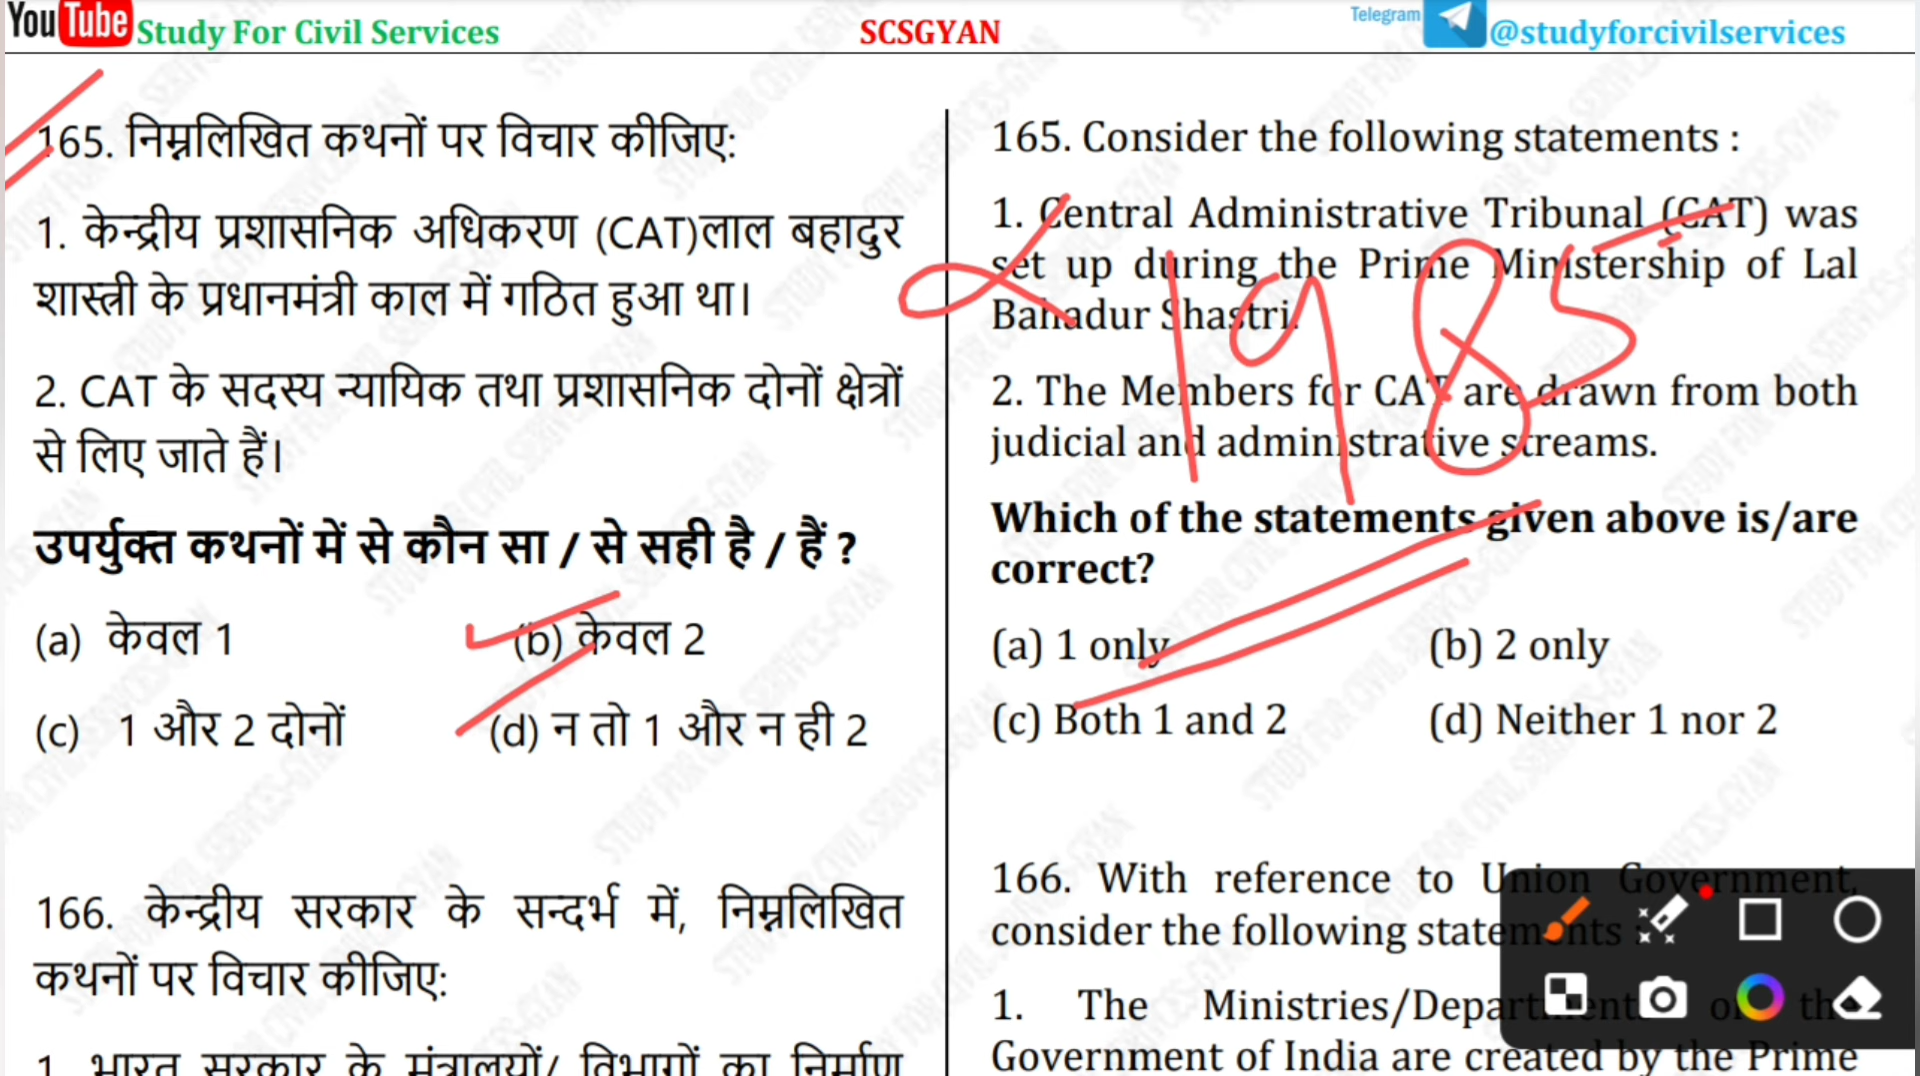 YouTube Study For Civil Services
SCSGYAN
Telegram @studyforcivilservices
165. निम्नलिखित कथनों पर विचार कीजिए:
1. केन्द्रीय प्रशासनिक अधिकरण (CAT)लाल बहादुर
शास्त्री के प्रधानमंत्री काल में गठित हुआ था।
2. CAT के सदस्य न्यायिक तथा प्रशासनिक दोनों क्षेत्रों
से लिए जाते हैं।
उपर्युक्त कथनों में से कौन सा / से सही है / हैं ?
(a) केवल 1 (b) केवल 2
(c) 1 और 2 दोनों (d) न तो 1 और न ही 2
166. केन्द्रीय सरकार के सन्दर्भ में, निम्नलिखित
कथनों पर विचार कीजिए:
1. भारत सरकार के मंत्रालयों/ विभागों का निर्माण
165. Consider the following statements :
1. Central Administrative Tribunal (CAT) was
set up during the Prime Ministership of Lal
Bahadur Shastri.
1985
2. The Members for CAT are drawn from both
judicial and administrative streams.
Which of the statements given above is/are
correct?
(a) 1 only (b) 2 only
(c) Both 1 and 2 (d) Neither 1 nor 2
166. With reference to Union Government,
consider the following statements :
1. The Ministries/Departments of the
Government of India are created by the Prime